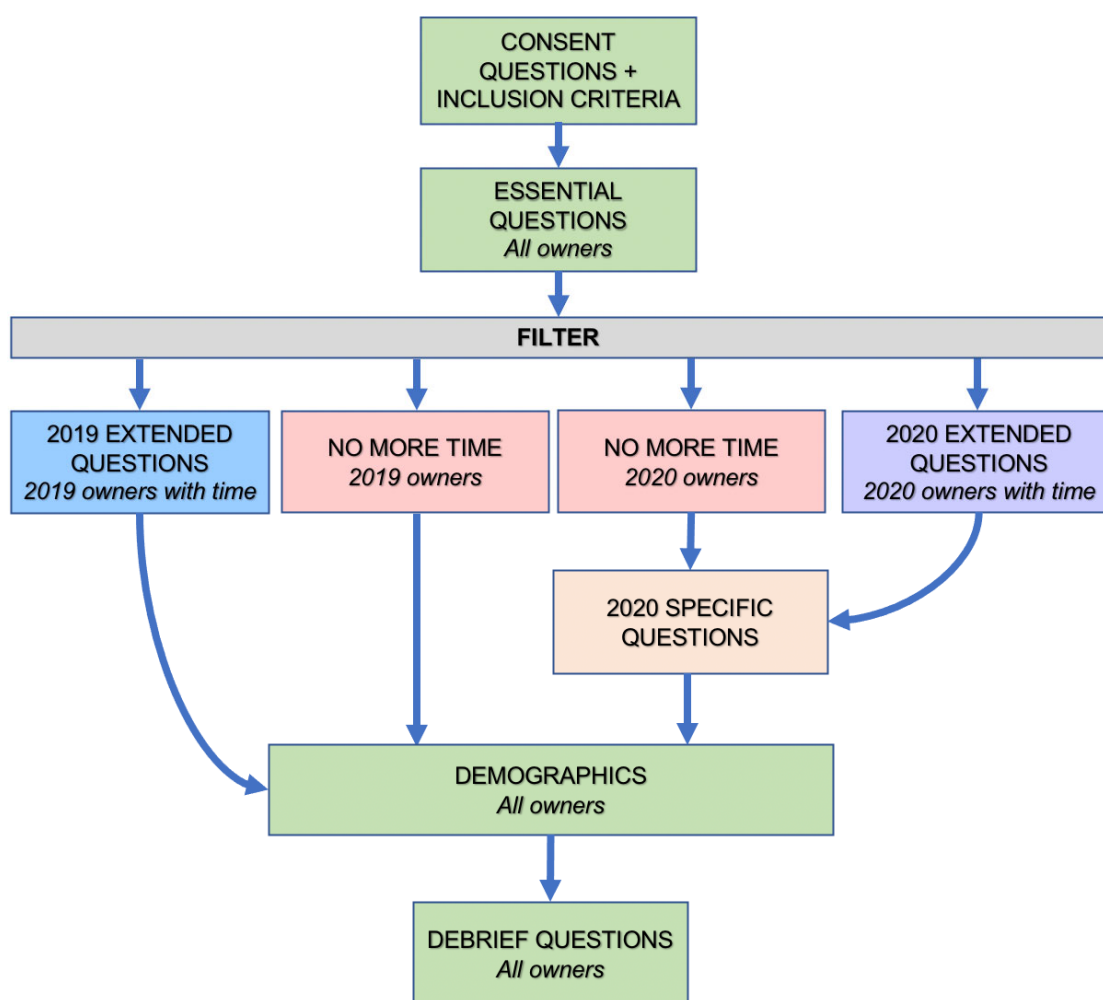 CONSENT
QUESTIONS +
INCLUSION CRITERIA
ESSENTIAL
QUESTIONS
All owners
FILTER
2019 EXTENDED
QUESTIONS
2019 owners with time
NO MORE TIME
2019 owners
NO MORE TIME
2020 owners
2020 EXTENDED
QUESTIONS
2020 owners with time
2020 SPECIFIC
QUESTIONS
DEMOGRAPHICS
All owners
DEBRIEF QUESTIONS
All owners